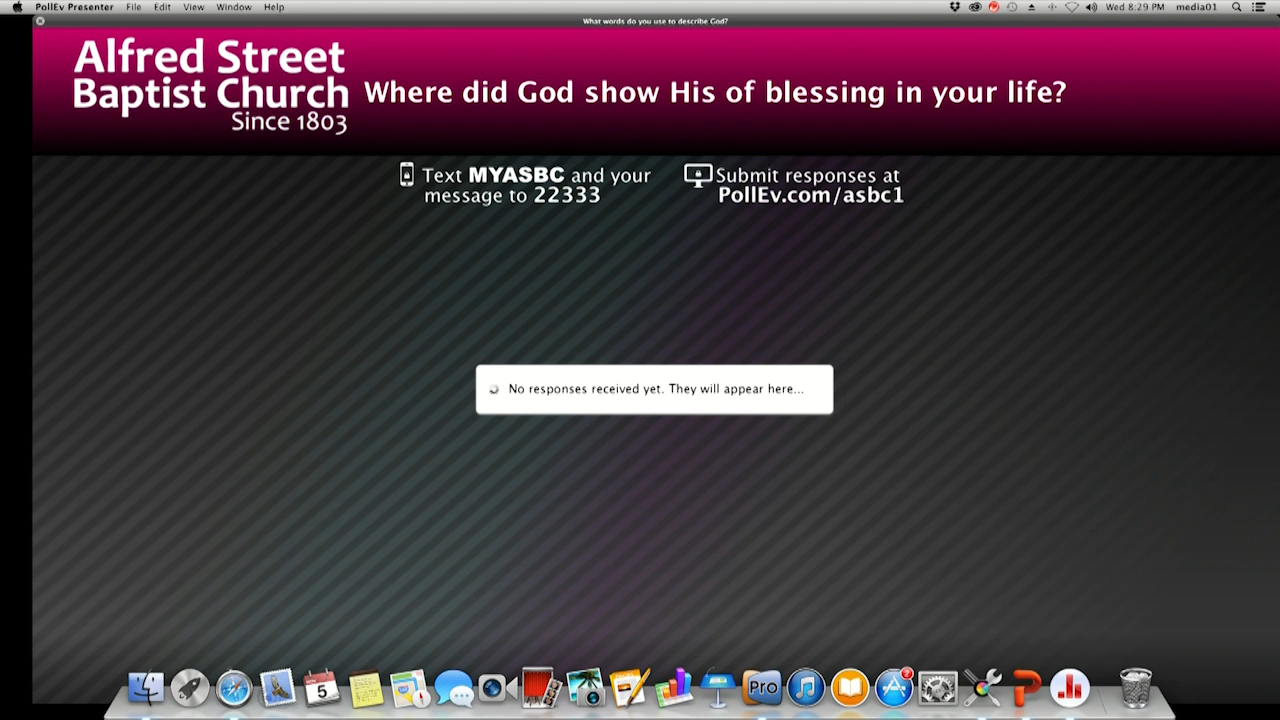 PollEv Presenter File Edit View Window Help Wed 8:29 PM media01
What words do you use to describe God?
Alfred Street
Baptist Church
Since 1803
Where did God show His of blessing in your life?
Text MYASBC and your
message to 22333
Submit responses at
PollEv.com/asbc1
No responses received yet. They will appear here...
5
Pro
2